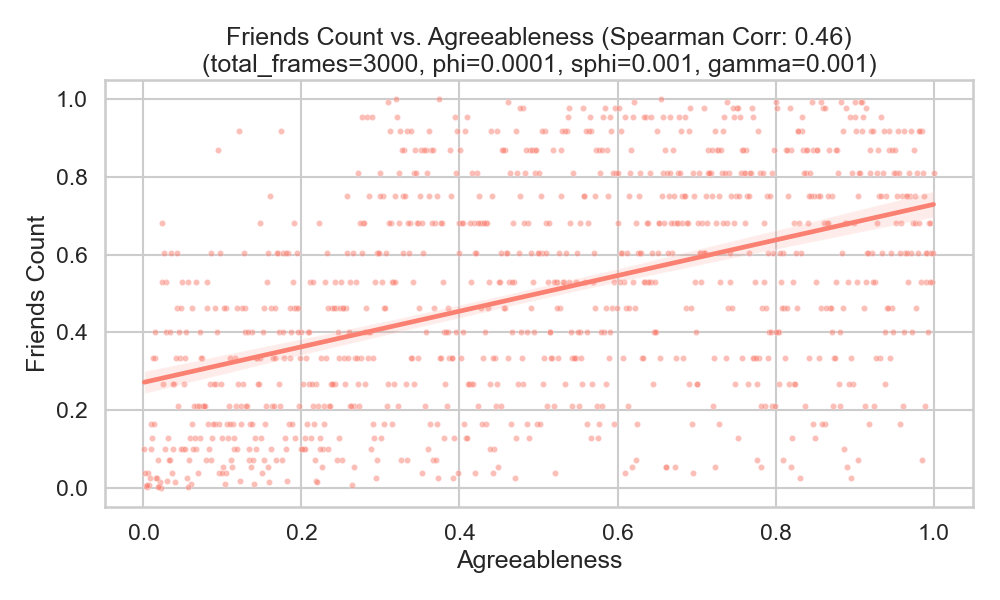 Friends Count vs. Agreeableness (Spearman Corr: 0.46)
(total_frames=3000, phi=0.0001, sphi=0.001, gamma=0.001)
Friends Count
1.0
0.8
0.6
0.4
0.2
0.0
0.0 0.2 0.4 0.6 0.8 1.0
Agreeableness